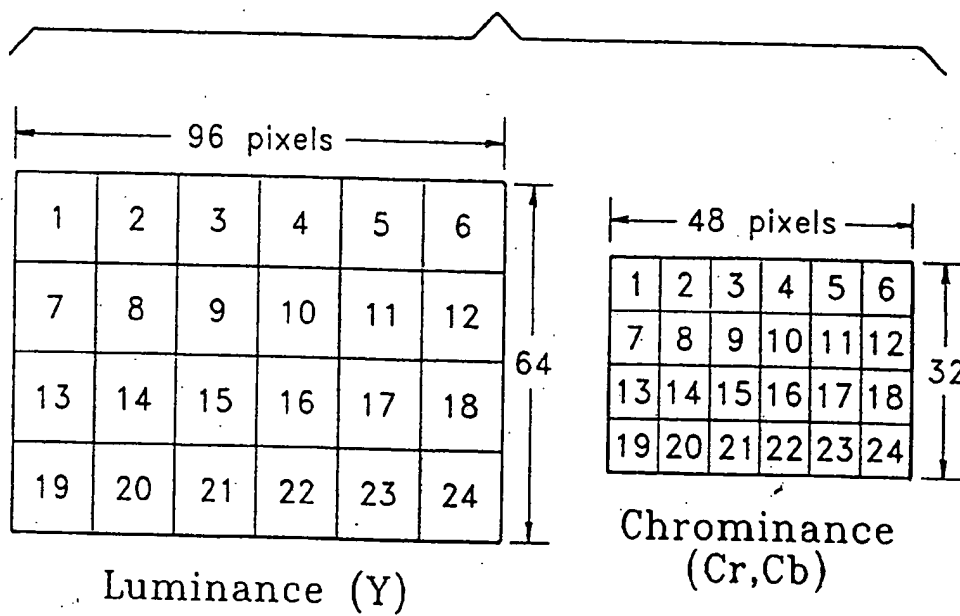 96 pixels
1 2 3 4 5 6
7 8 9 10 11 12
13 14 15 16 17 18
19 20 21 22 23 24
64
Luminance (Y)
48 pixels
1 2 3 4 5 6
7 8 9 10 11 12
13 14 15 16 17 18
19 20 21 22 23 24
32
Chrominance
(Cr,Cb)